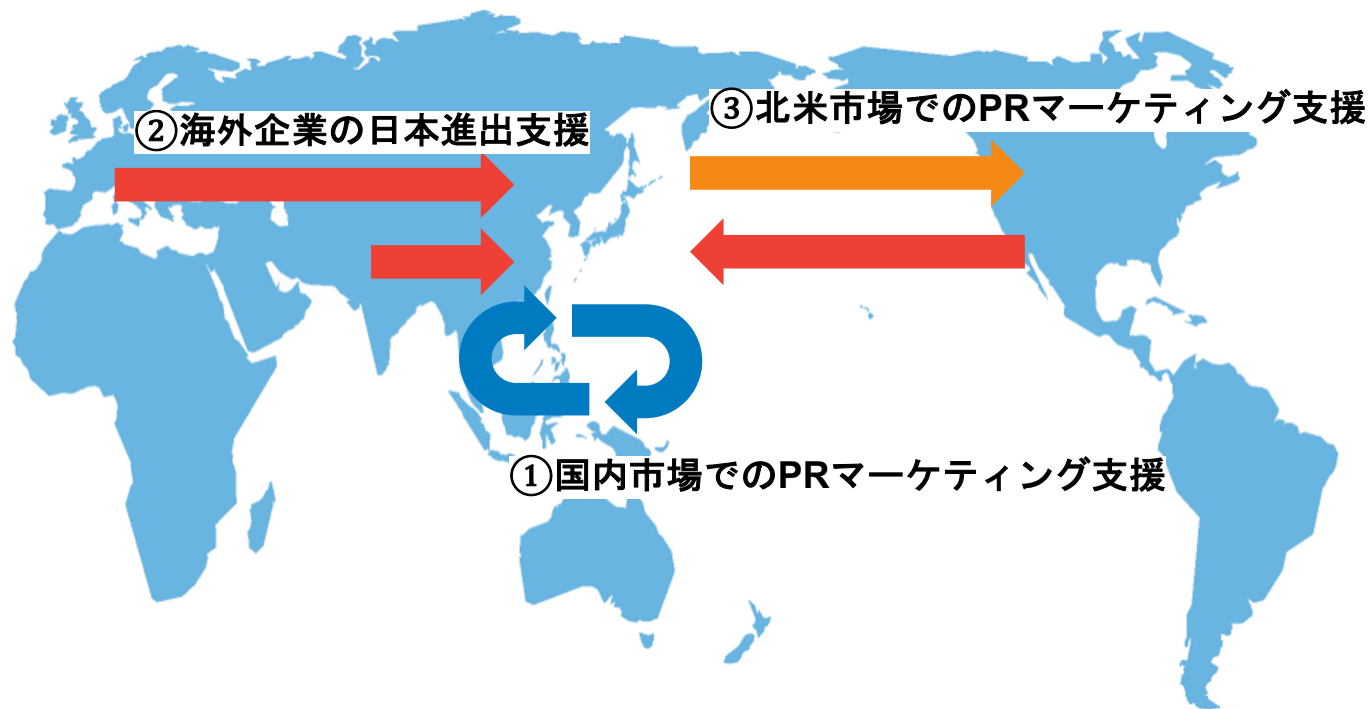 ②海外企業の日本進出支援
③北米市場でのPRマーケティング支援
①国内市場でのPRマーケティング支援